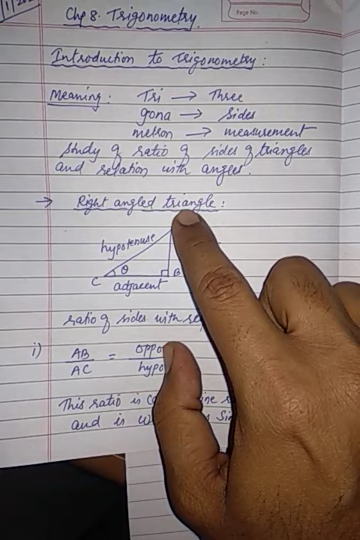 Chp 8. Trigonometry.
Page No.
Introduction to Trigonometry:
Meaning: Tri → Three
gona → sides
metron → measurement
study of ratio of sides of triangles
and relation with angles.
→ Right angled triangle:
hypotenuse
C θ B
adjacent
ratio of sides with
i) AB/AC = oppo
hypo
This ratio is
and is